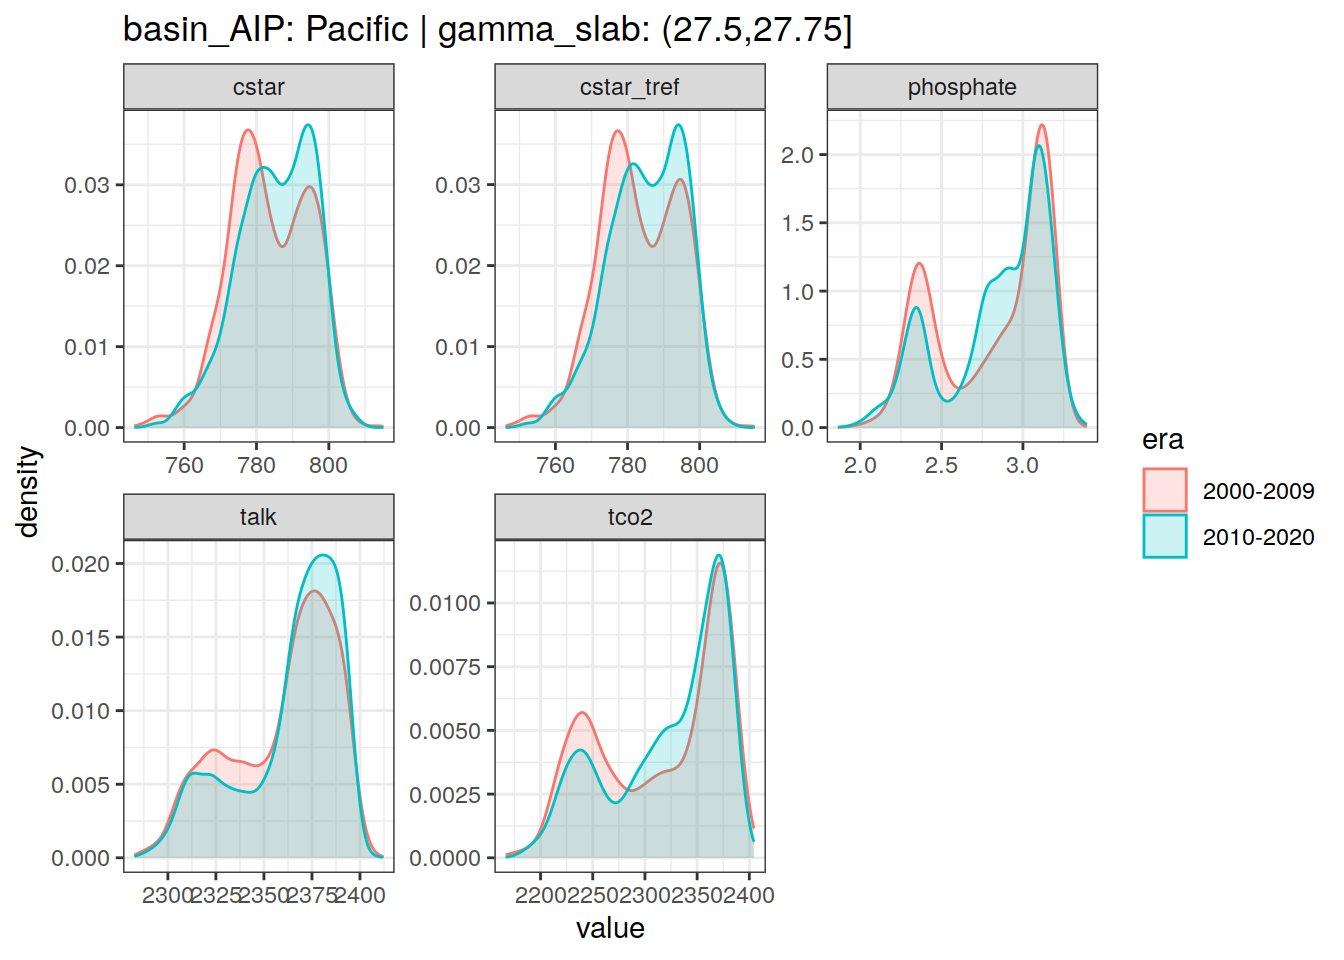 basin_AIP: Pacific | gamma_slab: (27.5,27.75]
cstar
cstar_tref
phosphate
0.03
0.02
0.01
0.00
760 780 800
0.03
0.02
0.01
0.00
760 780 800
2.0
1.5
1.0
0.5
0.0
2.0 2.5 3.0
density
talk
tco2
0.020
0.015
0.010
0.005
0.000
2300 2325 2350 2375 2400
0.0100
0.0075
0.0050
0.0025
0.0000
2200 2250 2300 2350 2400
value
era
2000-2009
2010-2020